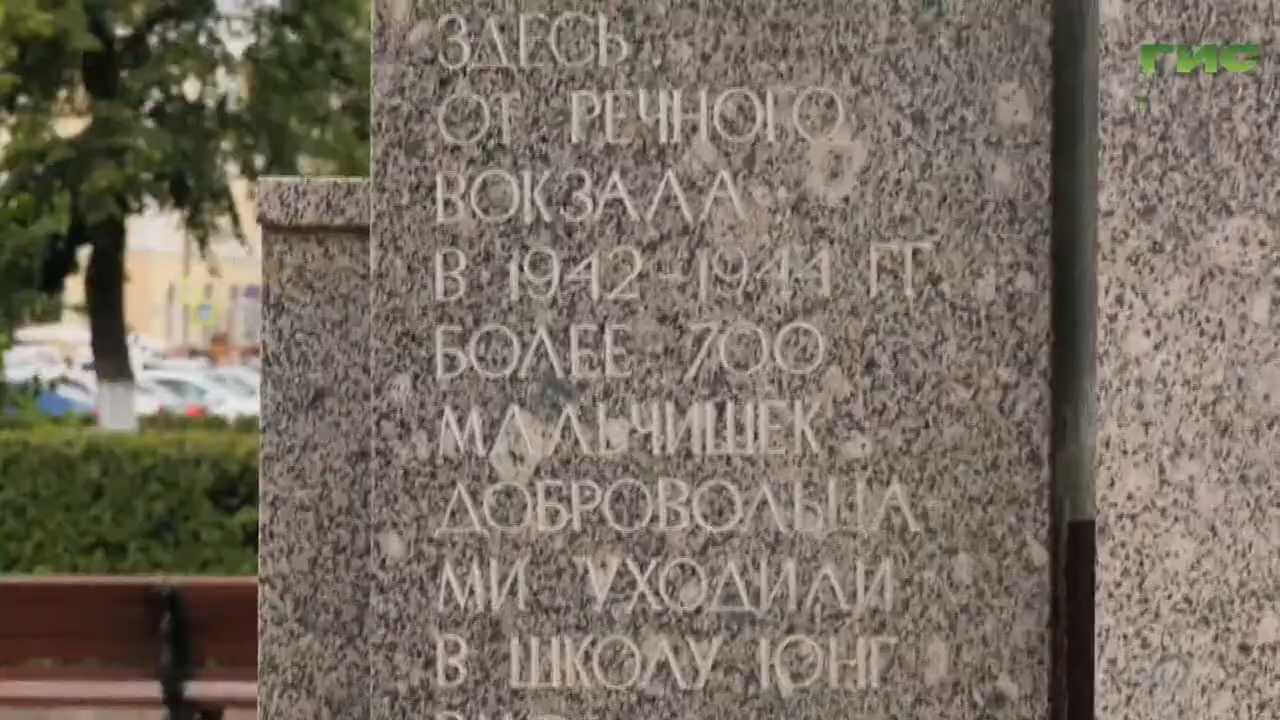 ГИС
ЗДЕСЬ
ОТ РЕЧНОГО
ВОКЗАЛА
В 1942-1944 ГГ.
БОЛЕЕ 700
МАЛЬЧИШЕК
ДОБРОВОЛЬЦА
МИ УХОДИЛИ
В ШКОЛУ ЮНГ